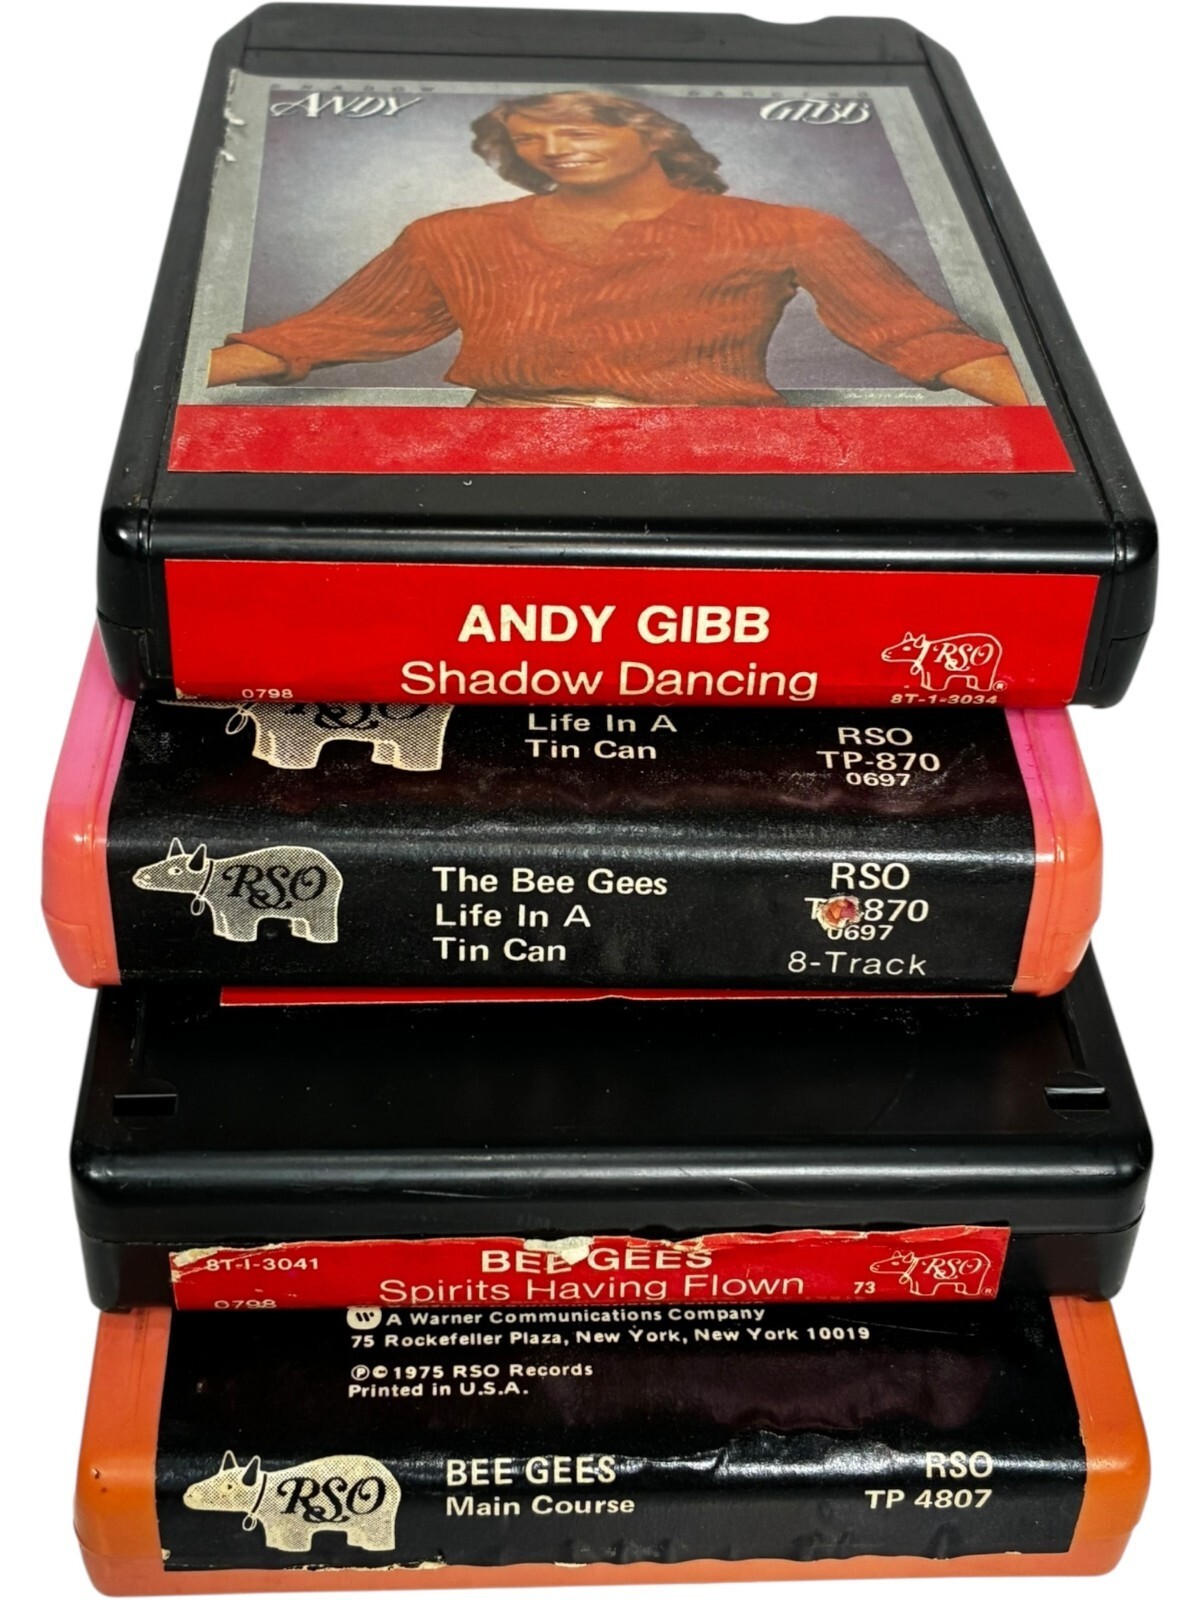 SHADOW DANCING
ANDY GIBB
ANDY GIBB
Shadow Dancing
RSO
®
0798
8T-1-3034
RSO
Life In A
Tin Can
RSO
TP-870
0697
RSO
The Bee Gees
Life In A
Tin Can
RSO
870
0697
8-Track
8T-1-3041
BEE GEES
Spirits Having Flown
73
RSO
®
0798
A Warner Communications Company
75 Rockefeller Plaza, New York, New York 10019
℗©1975 RSO Records
Printed in U.S.A.
RSO
BEE GEES
Main Course
RSO
TP 4807